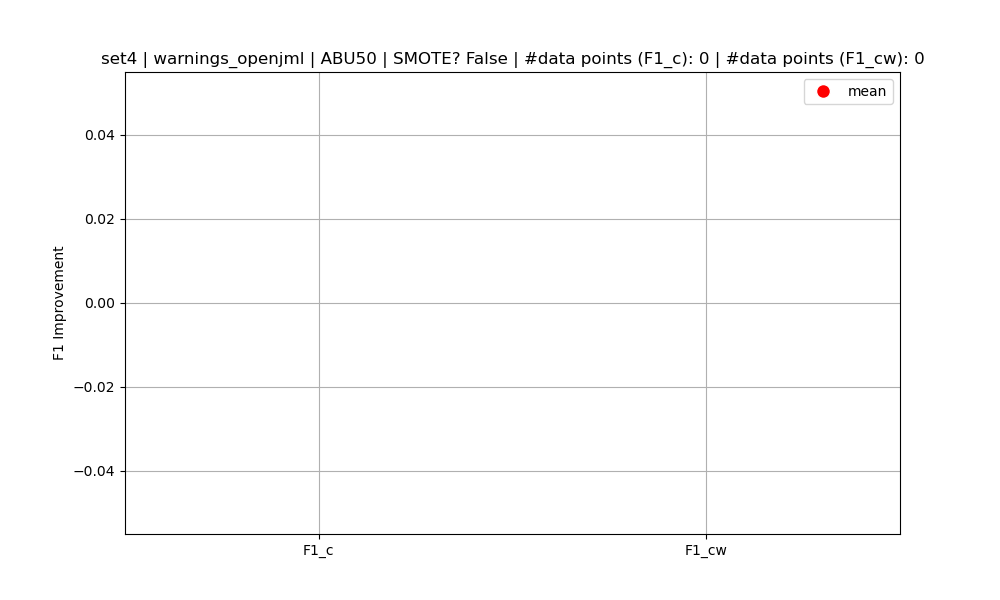 set4 | warnings_openjml | ABU50 | SMOTE? False | #data points (F1_c): 0 | #data points (F1_cw): 0
mean
0.04
0.02
0.00
−0.02
−0.04
F1 Improvement
F1_c
F1_cw